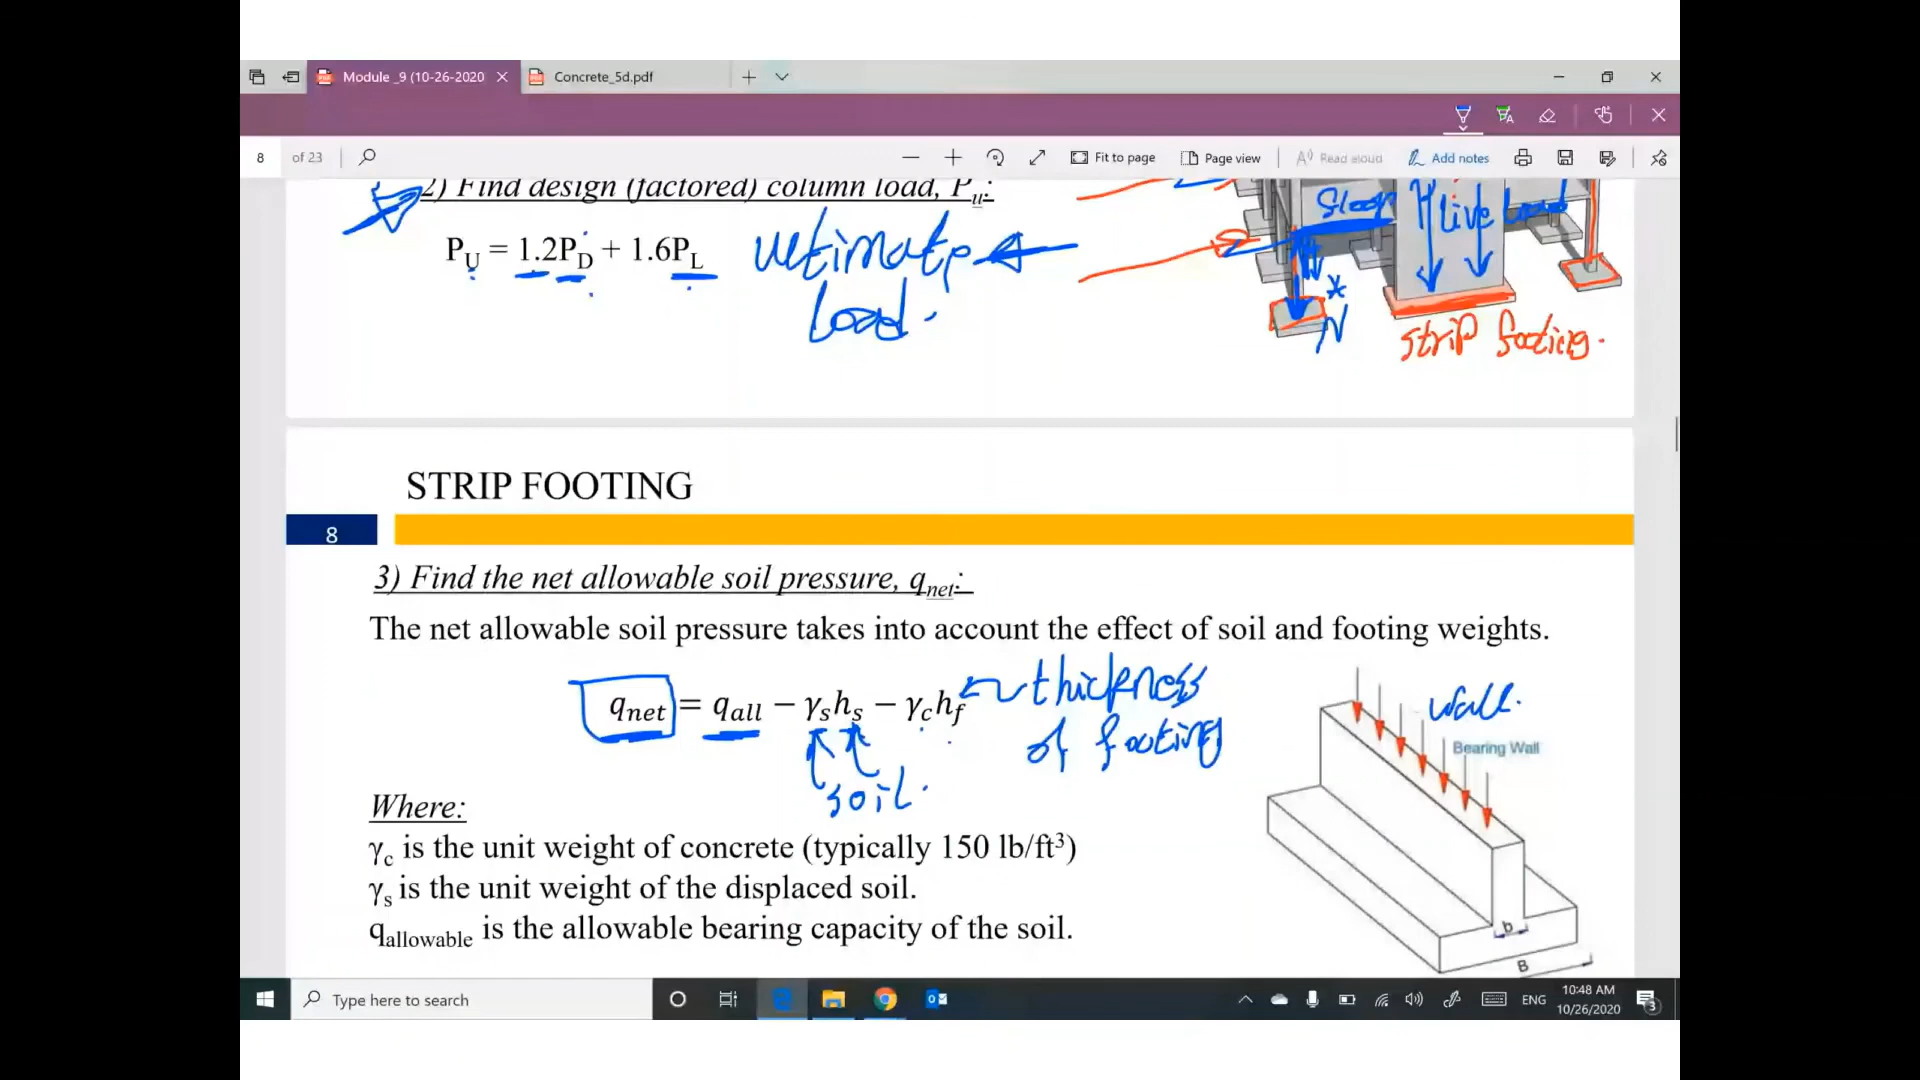 Module _9 (10-26-2020
Concrete_5d.pdf
8 of 23
Fit to page
Page view
Read aloud
Add notes
2) Find design (factored) column load, Pu:
PU = 1.2PD + 1.6PL
ultimate
load.
live load
N
strip footing.
STRIP FOOTING
8
3) Find the net allowable soil pressure, qnet:
The net allowable soil pressure takes into account the effect of soil and footing weights.
qnet = qall − γshs − γchf
thickness
of footing
soil.
wall.
Bearing Wall
Where:
γc is the unit weight of concrete (typically 150 lb/ft³)
γs is the unit weight of the displaced soil.
qallowable is the allowable bearing capacity of the soil.
b
B
Type here to search
ENG
10:48 AM
10/26/2020
3